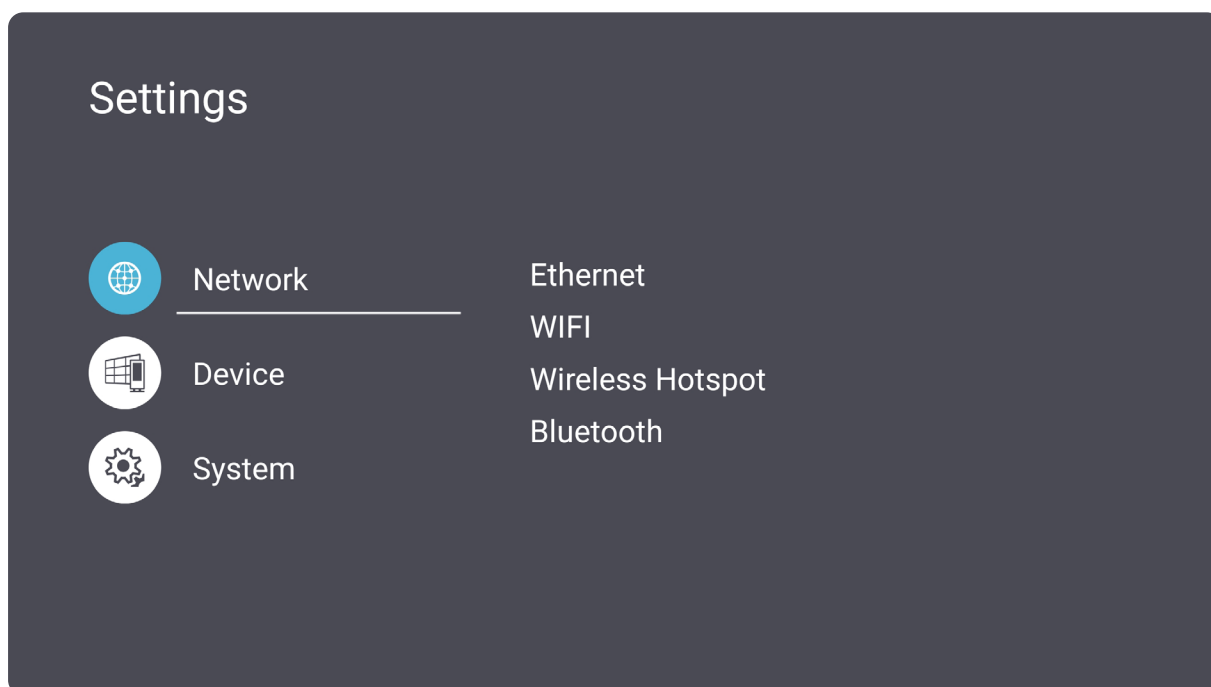 Settings
Network
Device
System
Ethernet
WIFI
Wireless Hotspot
Bluetooth